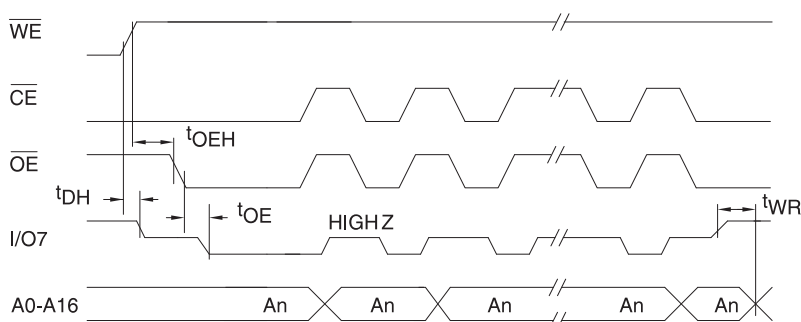 WE
CE
tOEH
OE
tDH
tOE
tWR
I/O7
HIGH Z
A0-A16
An
An
An
An
An